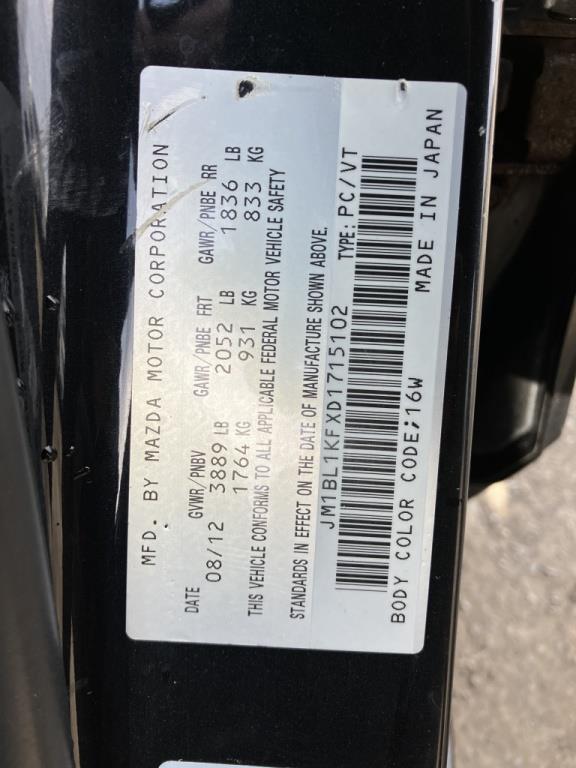 MFD. BY MAZDA MOTOR CORPORATION
DATE GVWR/PNBV GAWR/PNBE FRT GAWR/PNBE RR
08/12 3889 LB 2052 LB 1836 LB
1764 KG 931 KG 833 KG
THIS VEHICLE CONFORMS TO ALL APPLICABLE FEDERAL MOTOR VEHICLE SAFETY
STANDARDS IN EFFECT ON THE DATE OF MANUFACTURE SHOWN ABOVE.
JM1BL1KFXD1715102 TYPE: PC/VT
BODY COLOR CODE;16W MADE IN JAPAN